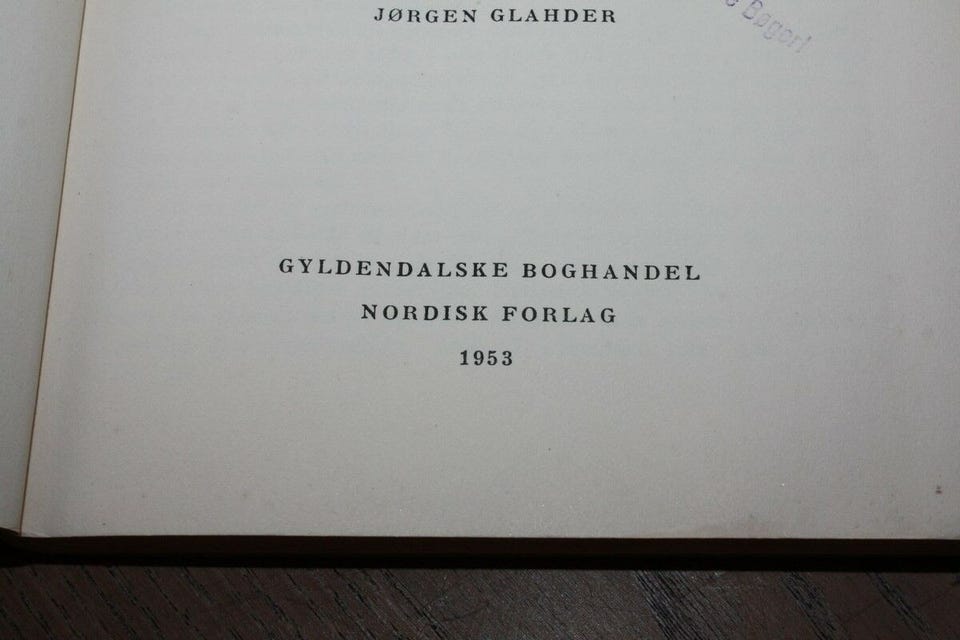 JØRGEN GLAHDER
GYLDENDALSKE BOGHANDEL
NORDISK FORLAG
1953